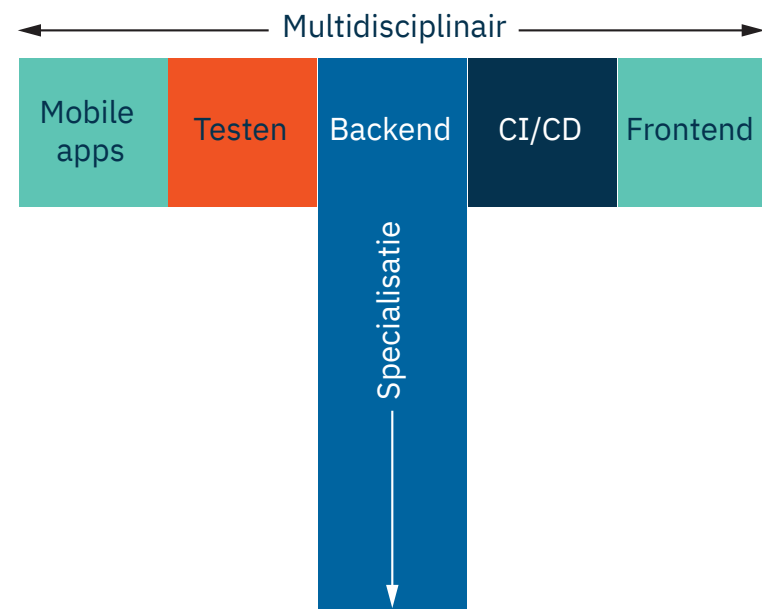 Multidisciplinair
Mobile
apps
Testen
Backend
CI/CD
Frontend
Specialisatie